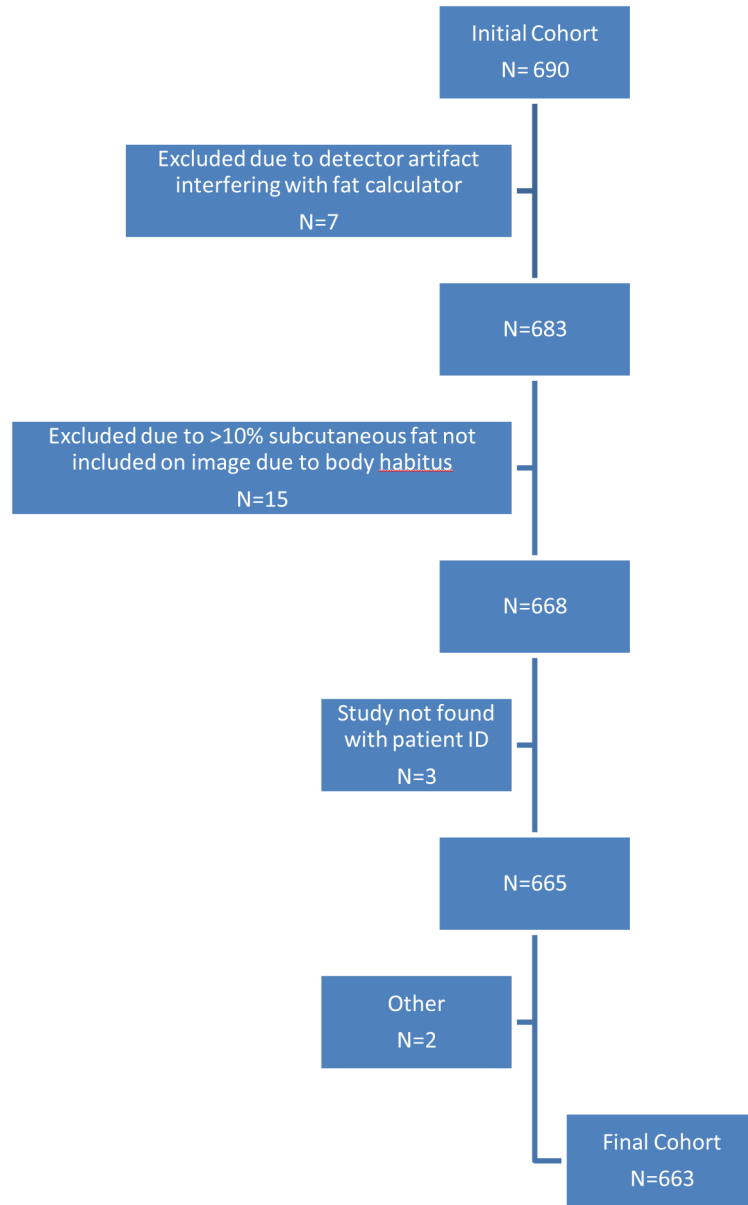 Initial Cohort
N= 690
Excluded due to detector artifact
interfering with fat calculator
N=7
N=683
Excluded due to >10% subcutaneous fat not
included on image due to body habitus
N=15
N=668
Study not found
with patient ID
N=3
N=665
Other
N=2
Final Cohort
N=663